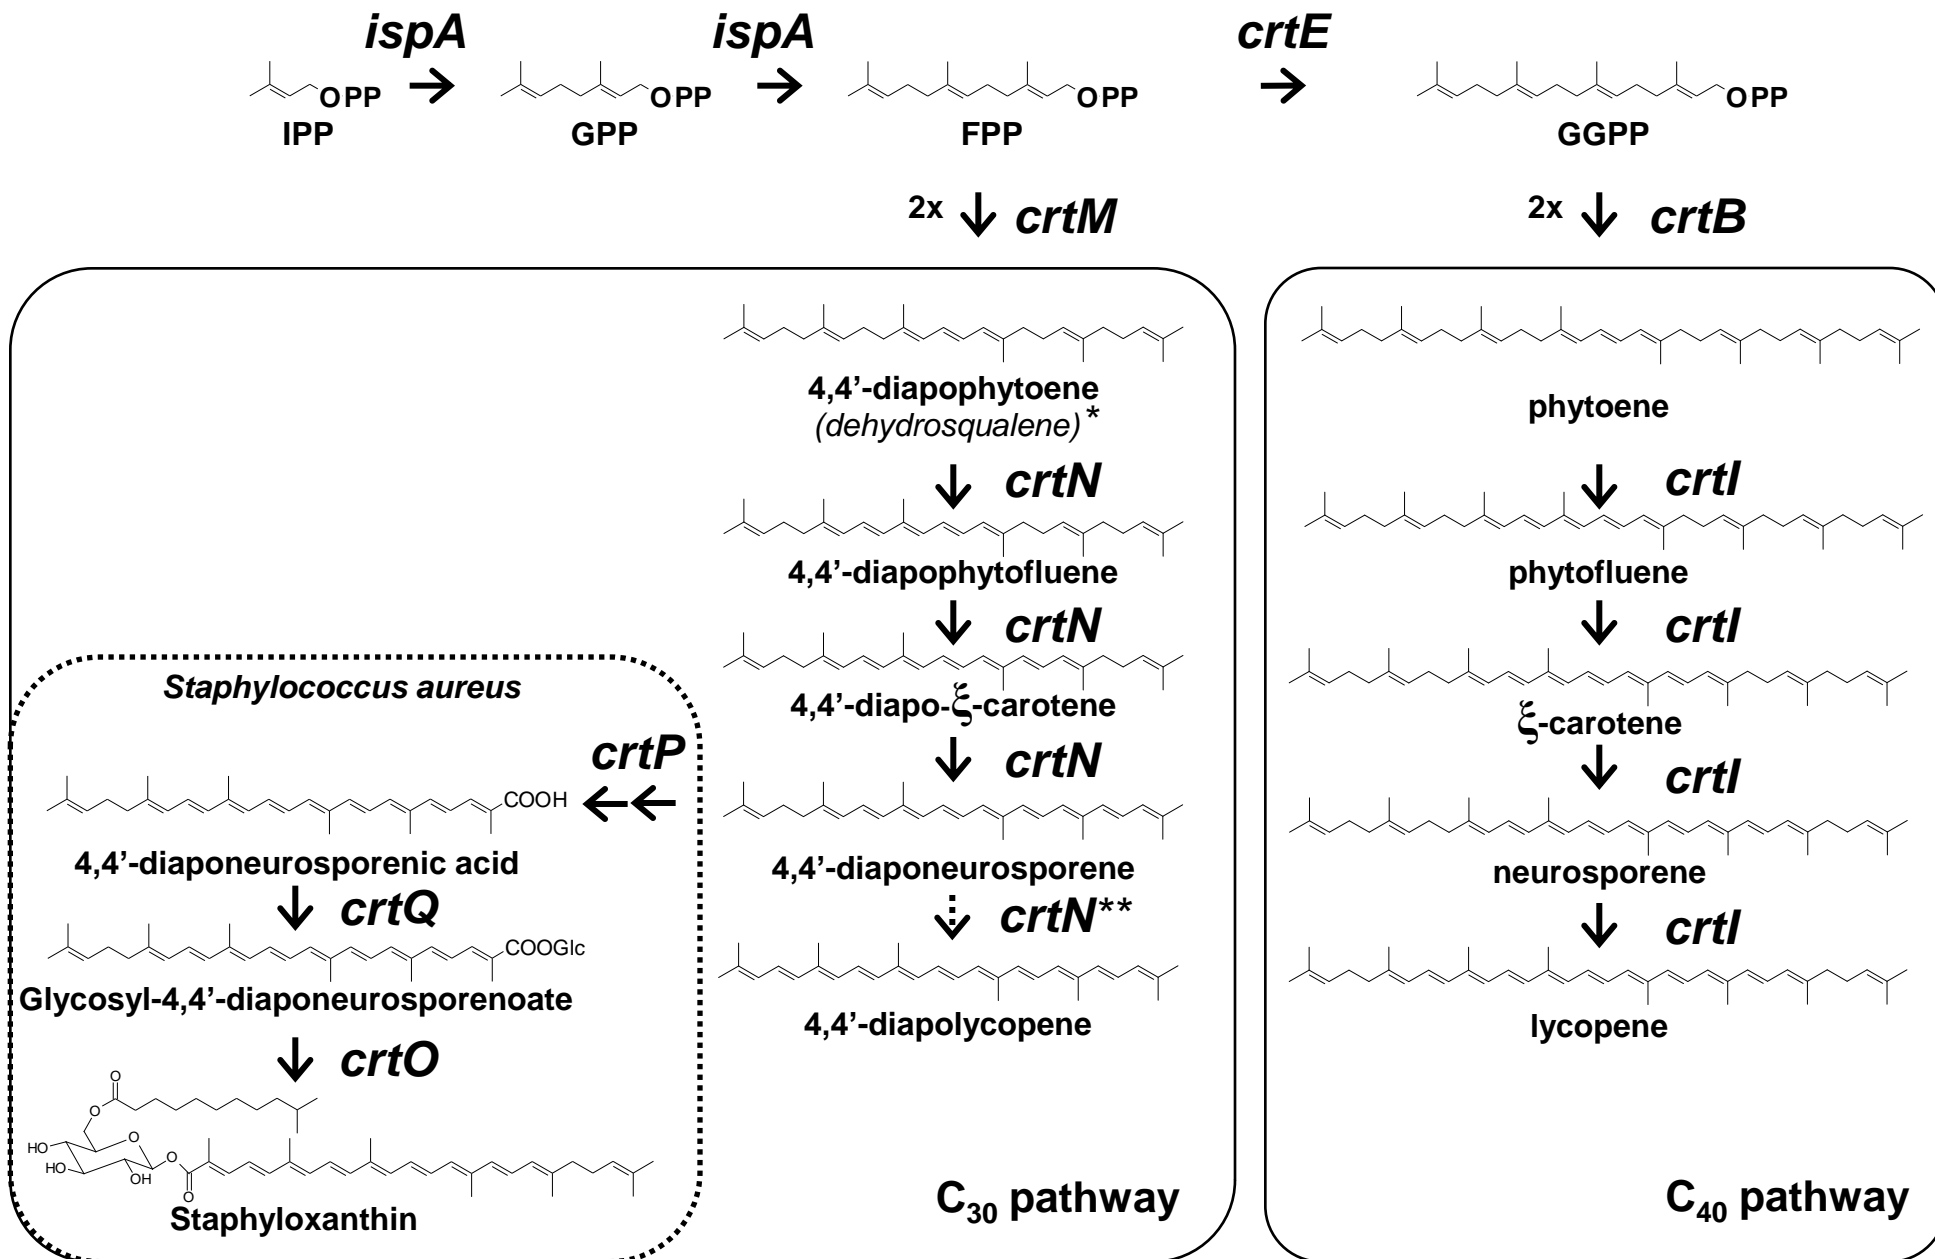 ispA ispA crtE
OPP OPP OPP OPP
IPP GPP FPP GGPP
2x crtM 2x crtB
4,4’-diapophytoene
(dehydrosqualene)*
crtN
4,4’-diapophytofluene
crtN
4,4’-diapo-ξ-carotene
crtN
4,4’-diaponeurosporene
crtN**
4,4’-diapolycopene
C30 pathway
Staphylococcus aureus
crtP
COOH
4,4’-diaponeurosporenic acid
crtQ
COOGlc
Glycosyl-4,4’-diaponeurosporenoate
crtO
O
O
HO O O
HO OH O
Staphyloxanthin
phytoene
crtI
phytofluene
crtI
ξ-carotene
crtI
neurosporene
crtI
lycopene
C40 pathway